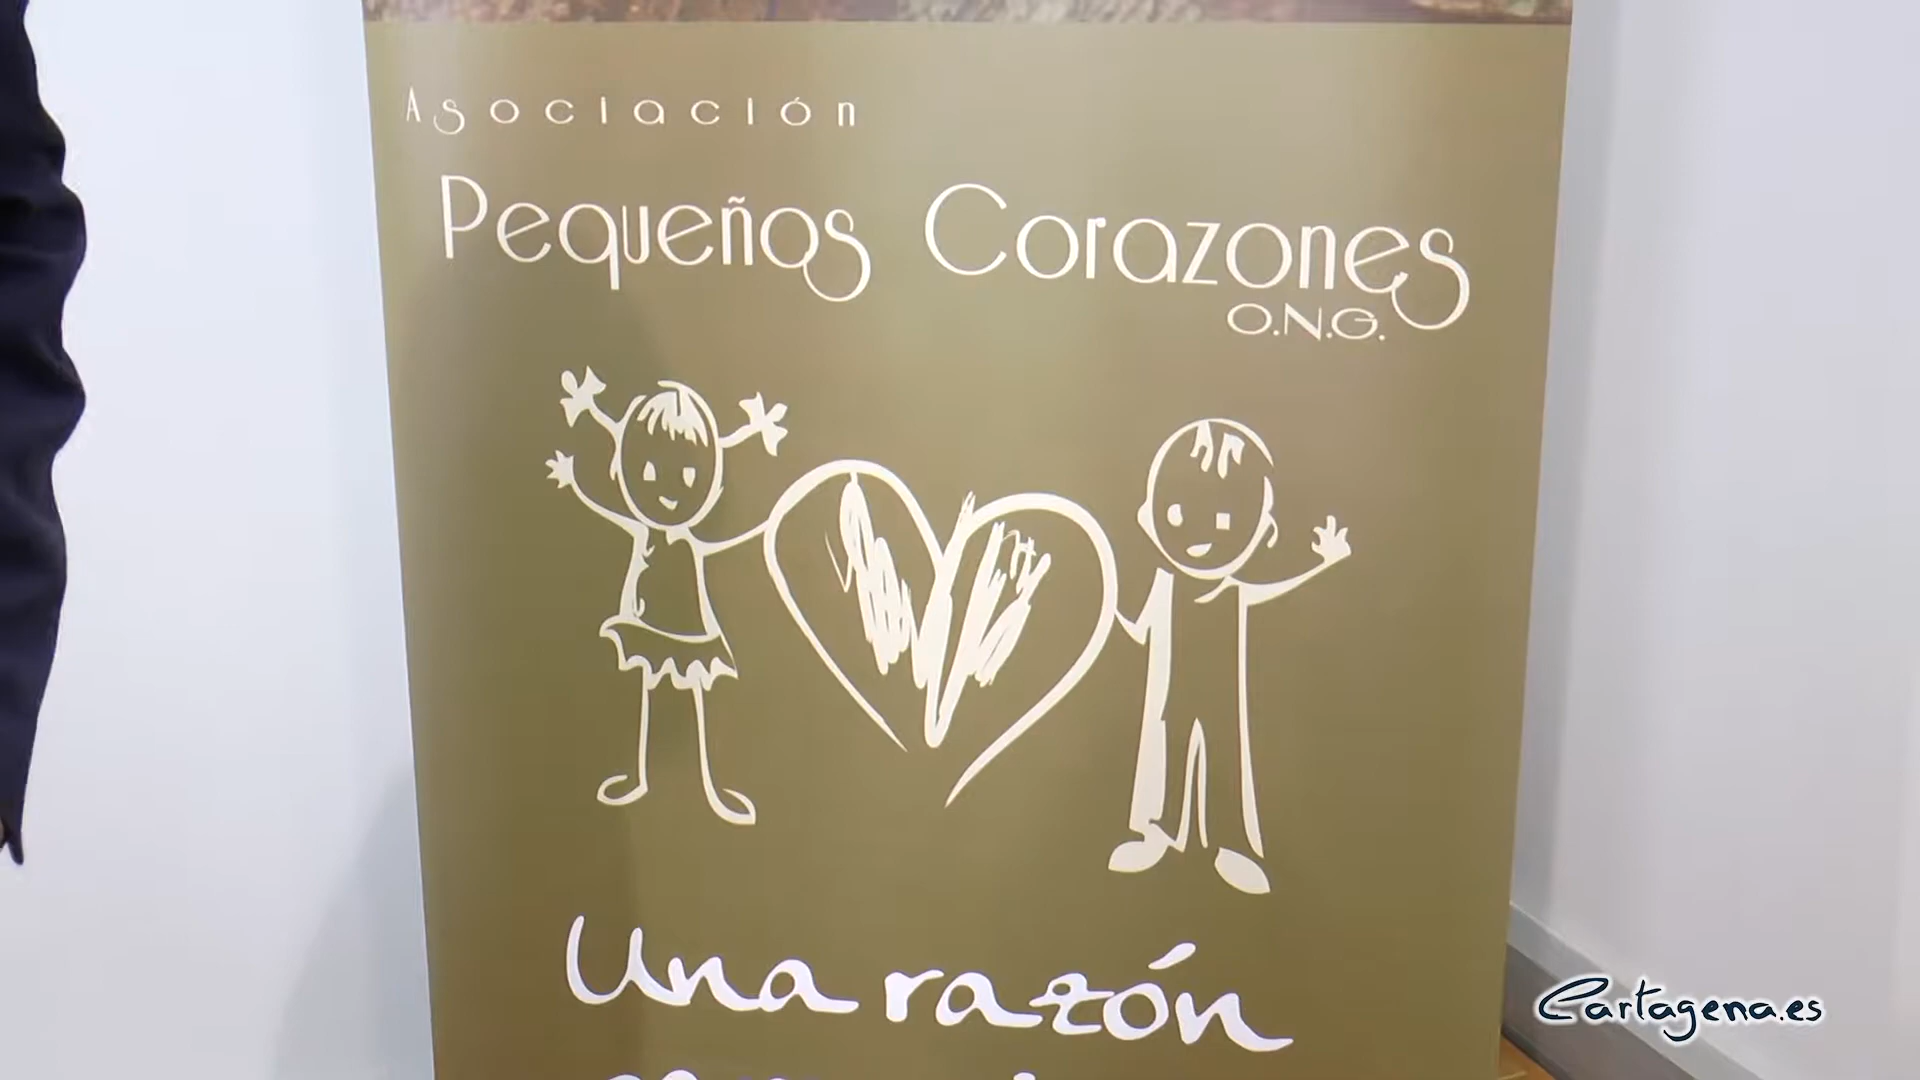 Asociación
Pequeños Corazones
O.N.G.
Una razón
Cartagena.es